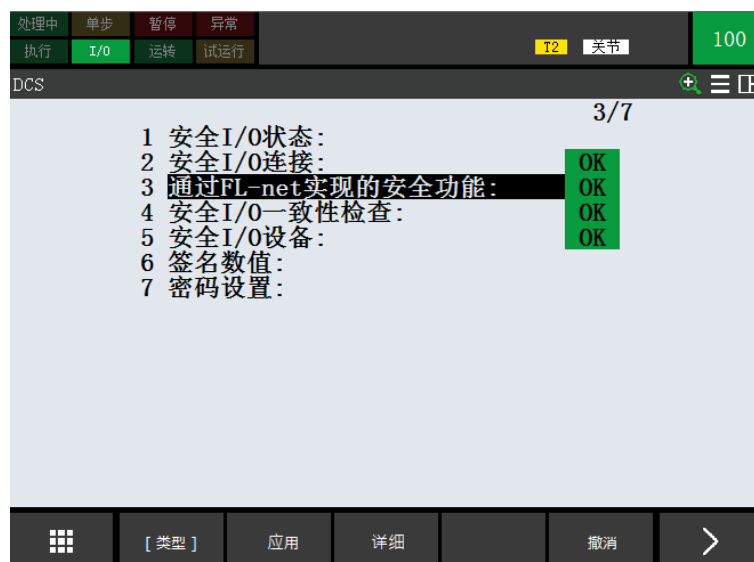 处理中 单步 暂停 异常
执行 I/O 运转 试运行 T2 关节 100
DCS
3/7
1 安全I/O状态:
2 安全I/O连接: OK
3 通过FL-net实现的安全功能: OK
4 安全I/O一致性检查: OK
5 安全I/O设备: OK
6 签名数值:
7 密码设置:
[ 类型 ] 应用 详细 撤消